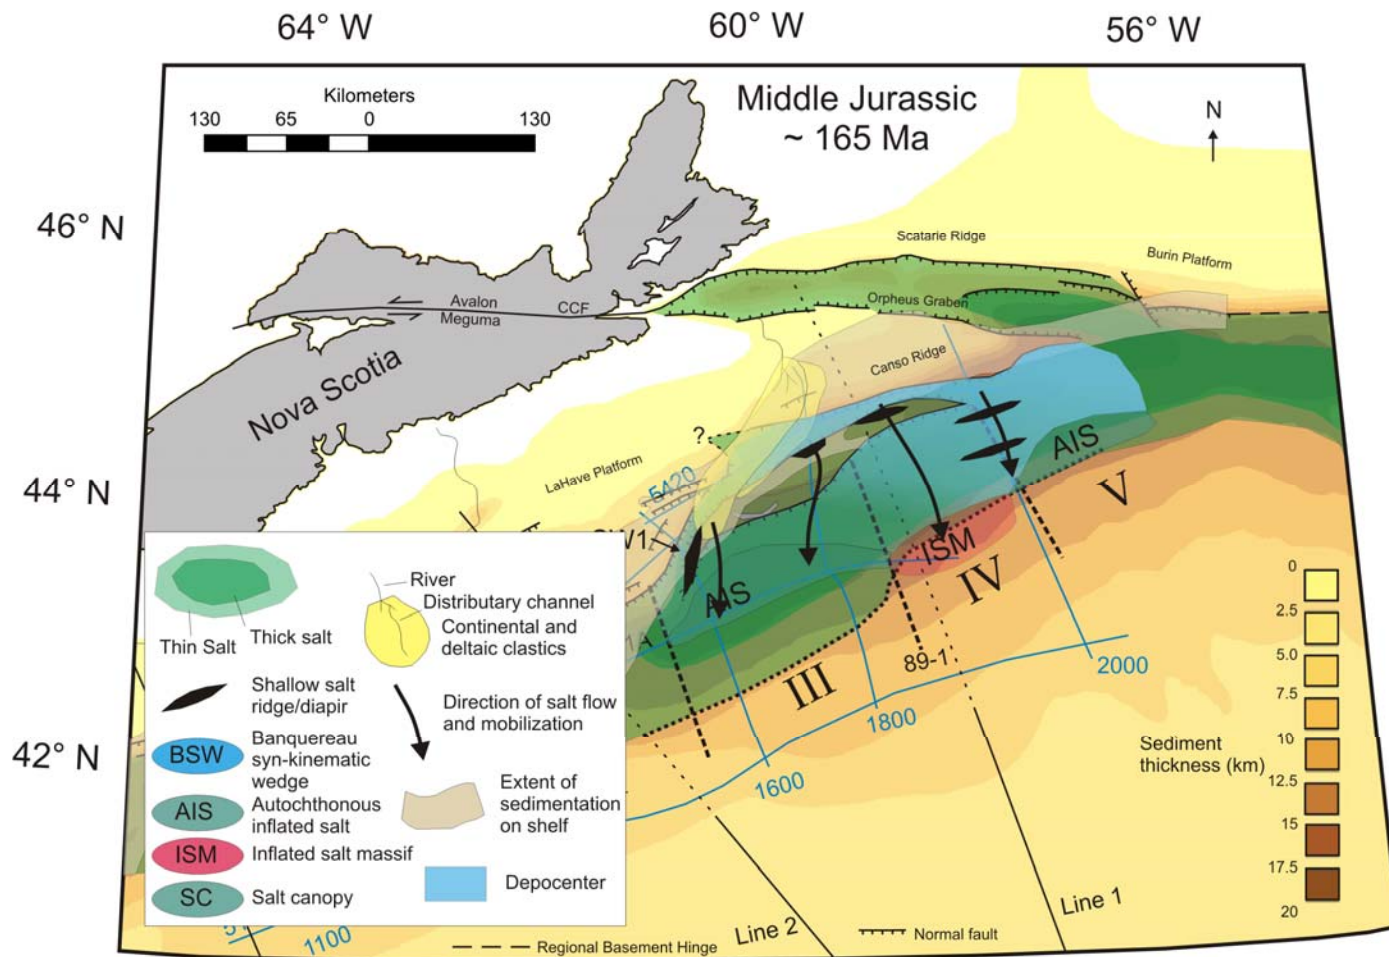 64° W
60° W
56° W
Kilometers
130 65 0 130
Middle Jurassic
~ 165 Ma
N
46° N
Scatarie Ridge
Burin Platform
Avalon
CCF
Meguma
Orpheus Graben
Canso Ridge
Nova Scotia
?
AIS
44° N
LaHave Platform
5420
V
W1
ISM
IV
AIS
River
Distributary channel
Continental and
deltaic clastics
Thin Salt
Thick salt
0
2.5
5.0
7.5
10
12.5
15
17.5
20
Sediment
thickness (km)
89-1
2000
III
1800
1600
Shallow salt
ridge/diapir
Direction of salt flow
and mobilization
42° N
BSW
Banquereau
syn-kinematic
wedge
AIS
Autochthonous
inflated salt
Extent of
sedimentation
on shelf
ISM
Inflated salt massif
SC
Salt canopy
Depocenter
Line 1
Line 2
1100
Regional Basement Hinge
Normal fault